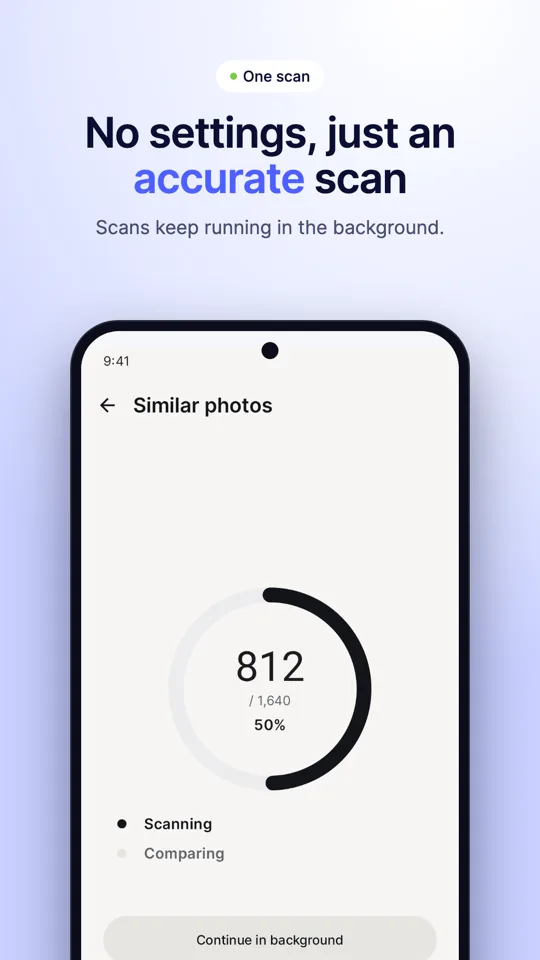 One scan
No settings, just an
accurate scan
Scans keep running in the background.
9:41
Similar photos
812
/ 1,640
50%
Scanning
Comparing
Continue in background